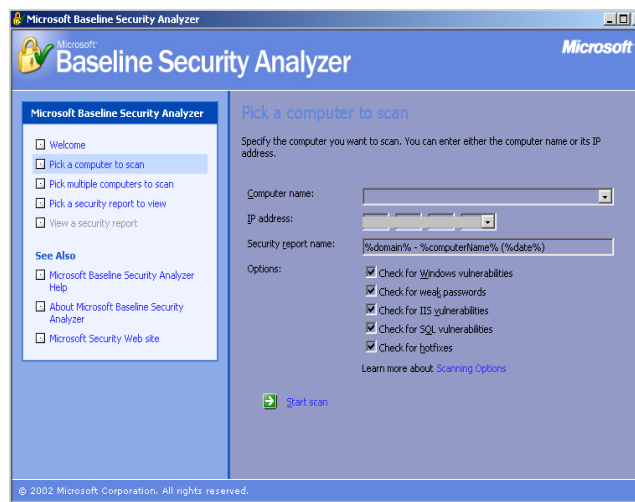 Microsoft Baseline Security Analyzer
Microsoft
Baseline Security Analyzer
Microsoft
Microsoft Baseline Security Analyzer
Welcome
Pick a computer to scan
Pick multiple computers to scan
Pick a security report to view
View a security report
See Also
Microsoft Baseline Security Analyzer
Help
About Microsoft Baseline Security
Analyzer
Microsoft Security Web site
Pick a computer to scan
Specify the computer you want to scan. You can enter either the computer name or its IP
address.
Computer name:
IP address:
Security report name:
%domain% - %computerName% (%date%)
Options:
Check for Windows vulnerabilities
Check for weak passwords
Check for IIS vulnerabilities
Check for SQL vulnerabilities
Check for hotfixes
Learn more about Scanning Options
Start scan
© 2002 Microsoft Corporation. All rights reserved.